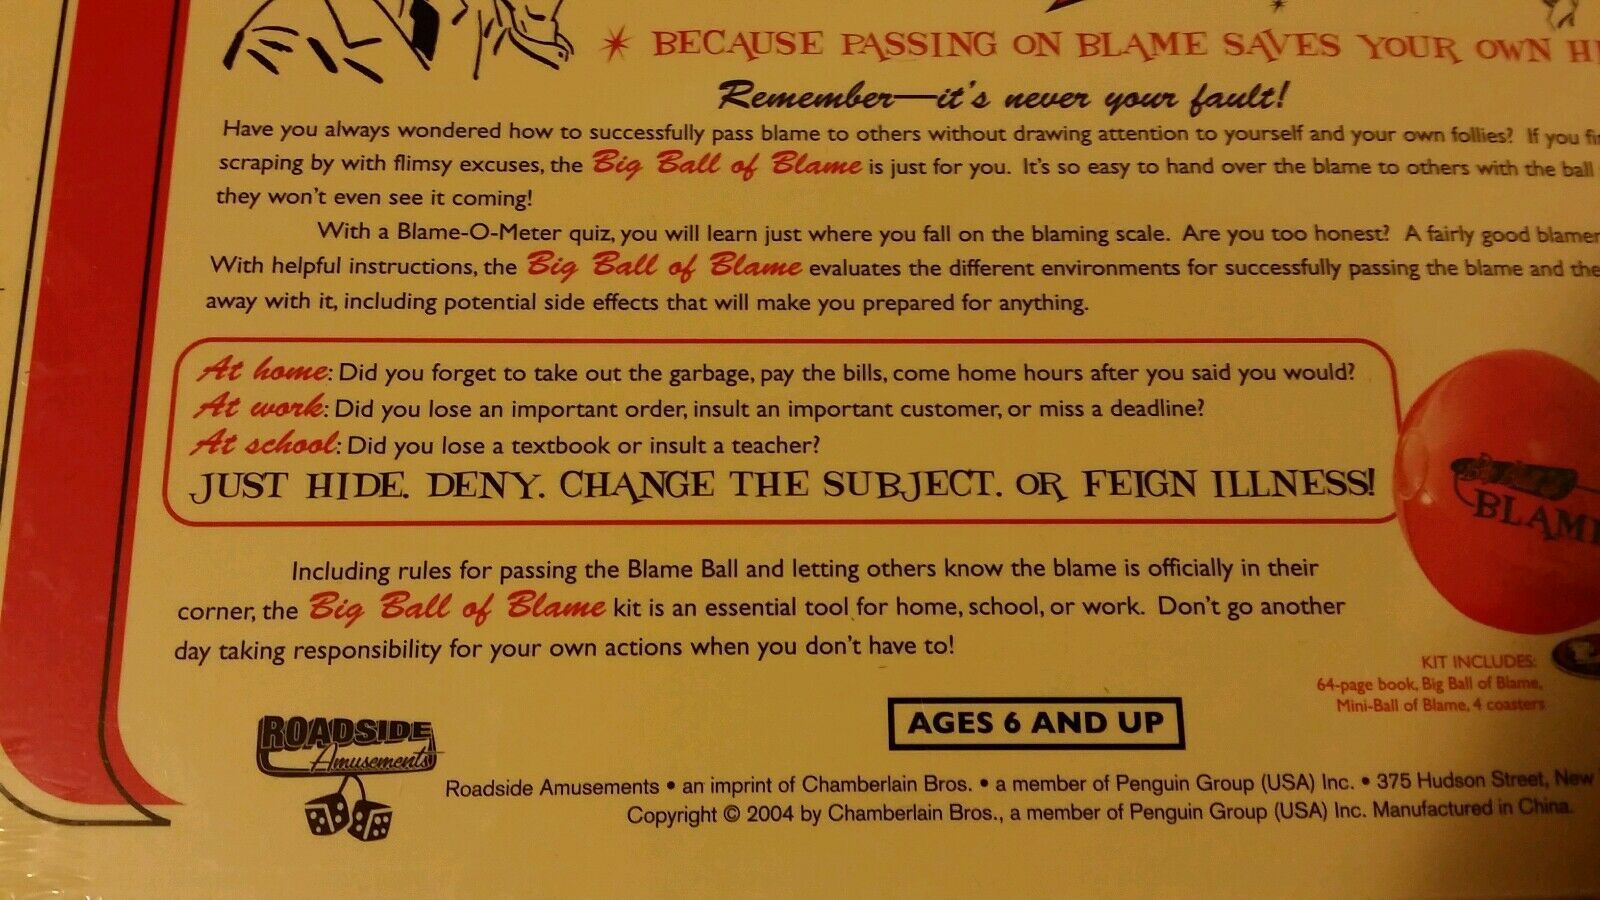 BECAUSE PASSING ON BLAME SAVES YOUR OWN
Remember—it's never your fault!
Have you always wondered how to successfully pass blame to others without drawing attention to yourself and your own follies? If you
scraping by with flimsy excuses, the Big Ball of Blame is just for you. It's so easy to hand over the blame to others with the ball
they won't even see it coming!
With a Blame-O-Meter quiz, you will learn just where you fall on the blaming scale. Are you too honest? A fairly good blamer
With helpful instructions, the Big Ball of Blame evaluates the different environments for successfully passing the blame and
away with it, including potential side effects that will make you prepared for anything.
At home: Did you forget to take out the garbage, pay the bills, come home hours after you said you would?
At work: Did you lose an important order, insult an important customer, or miss a deadline?
At school: Did you lose a textbook or insult a teacher?
JUST HIDE. DENY. CHANGE THE SUBJECT. OR FEIGN ILLNESS!
BLAME
Including rules for passing the Blame Ball and letting others know the blame is officially in their
corner, the Big Ball of Blame kit is an essential tool for home, school, or work. Don't go another
day taking responsibility for your own actions when you don't have to!
KIT INCLUDES:
64-page book, Big Ball of Blame,
Mini-Ball of Blame, 4 coasters
AGES 6 AND UP
ROADSIDE
Amusements
Roadside Amusements • an imprint of Chamberlain Bros. • a member of Penguin Group (USA) Inc. • 375 Hudson Street, New
Copyright © 2004 by Chamberlain Bros., a member of Penguin Group (USA) Inc. Manufactured in China.